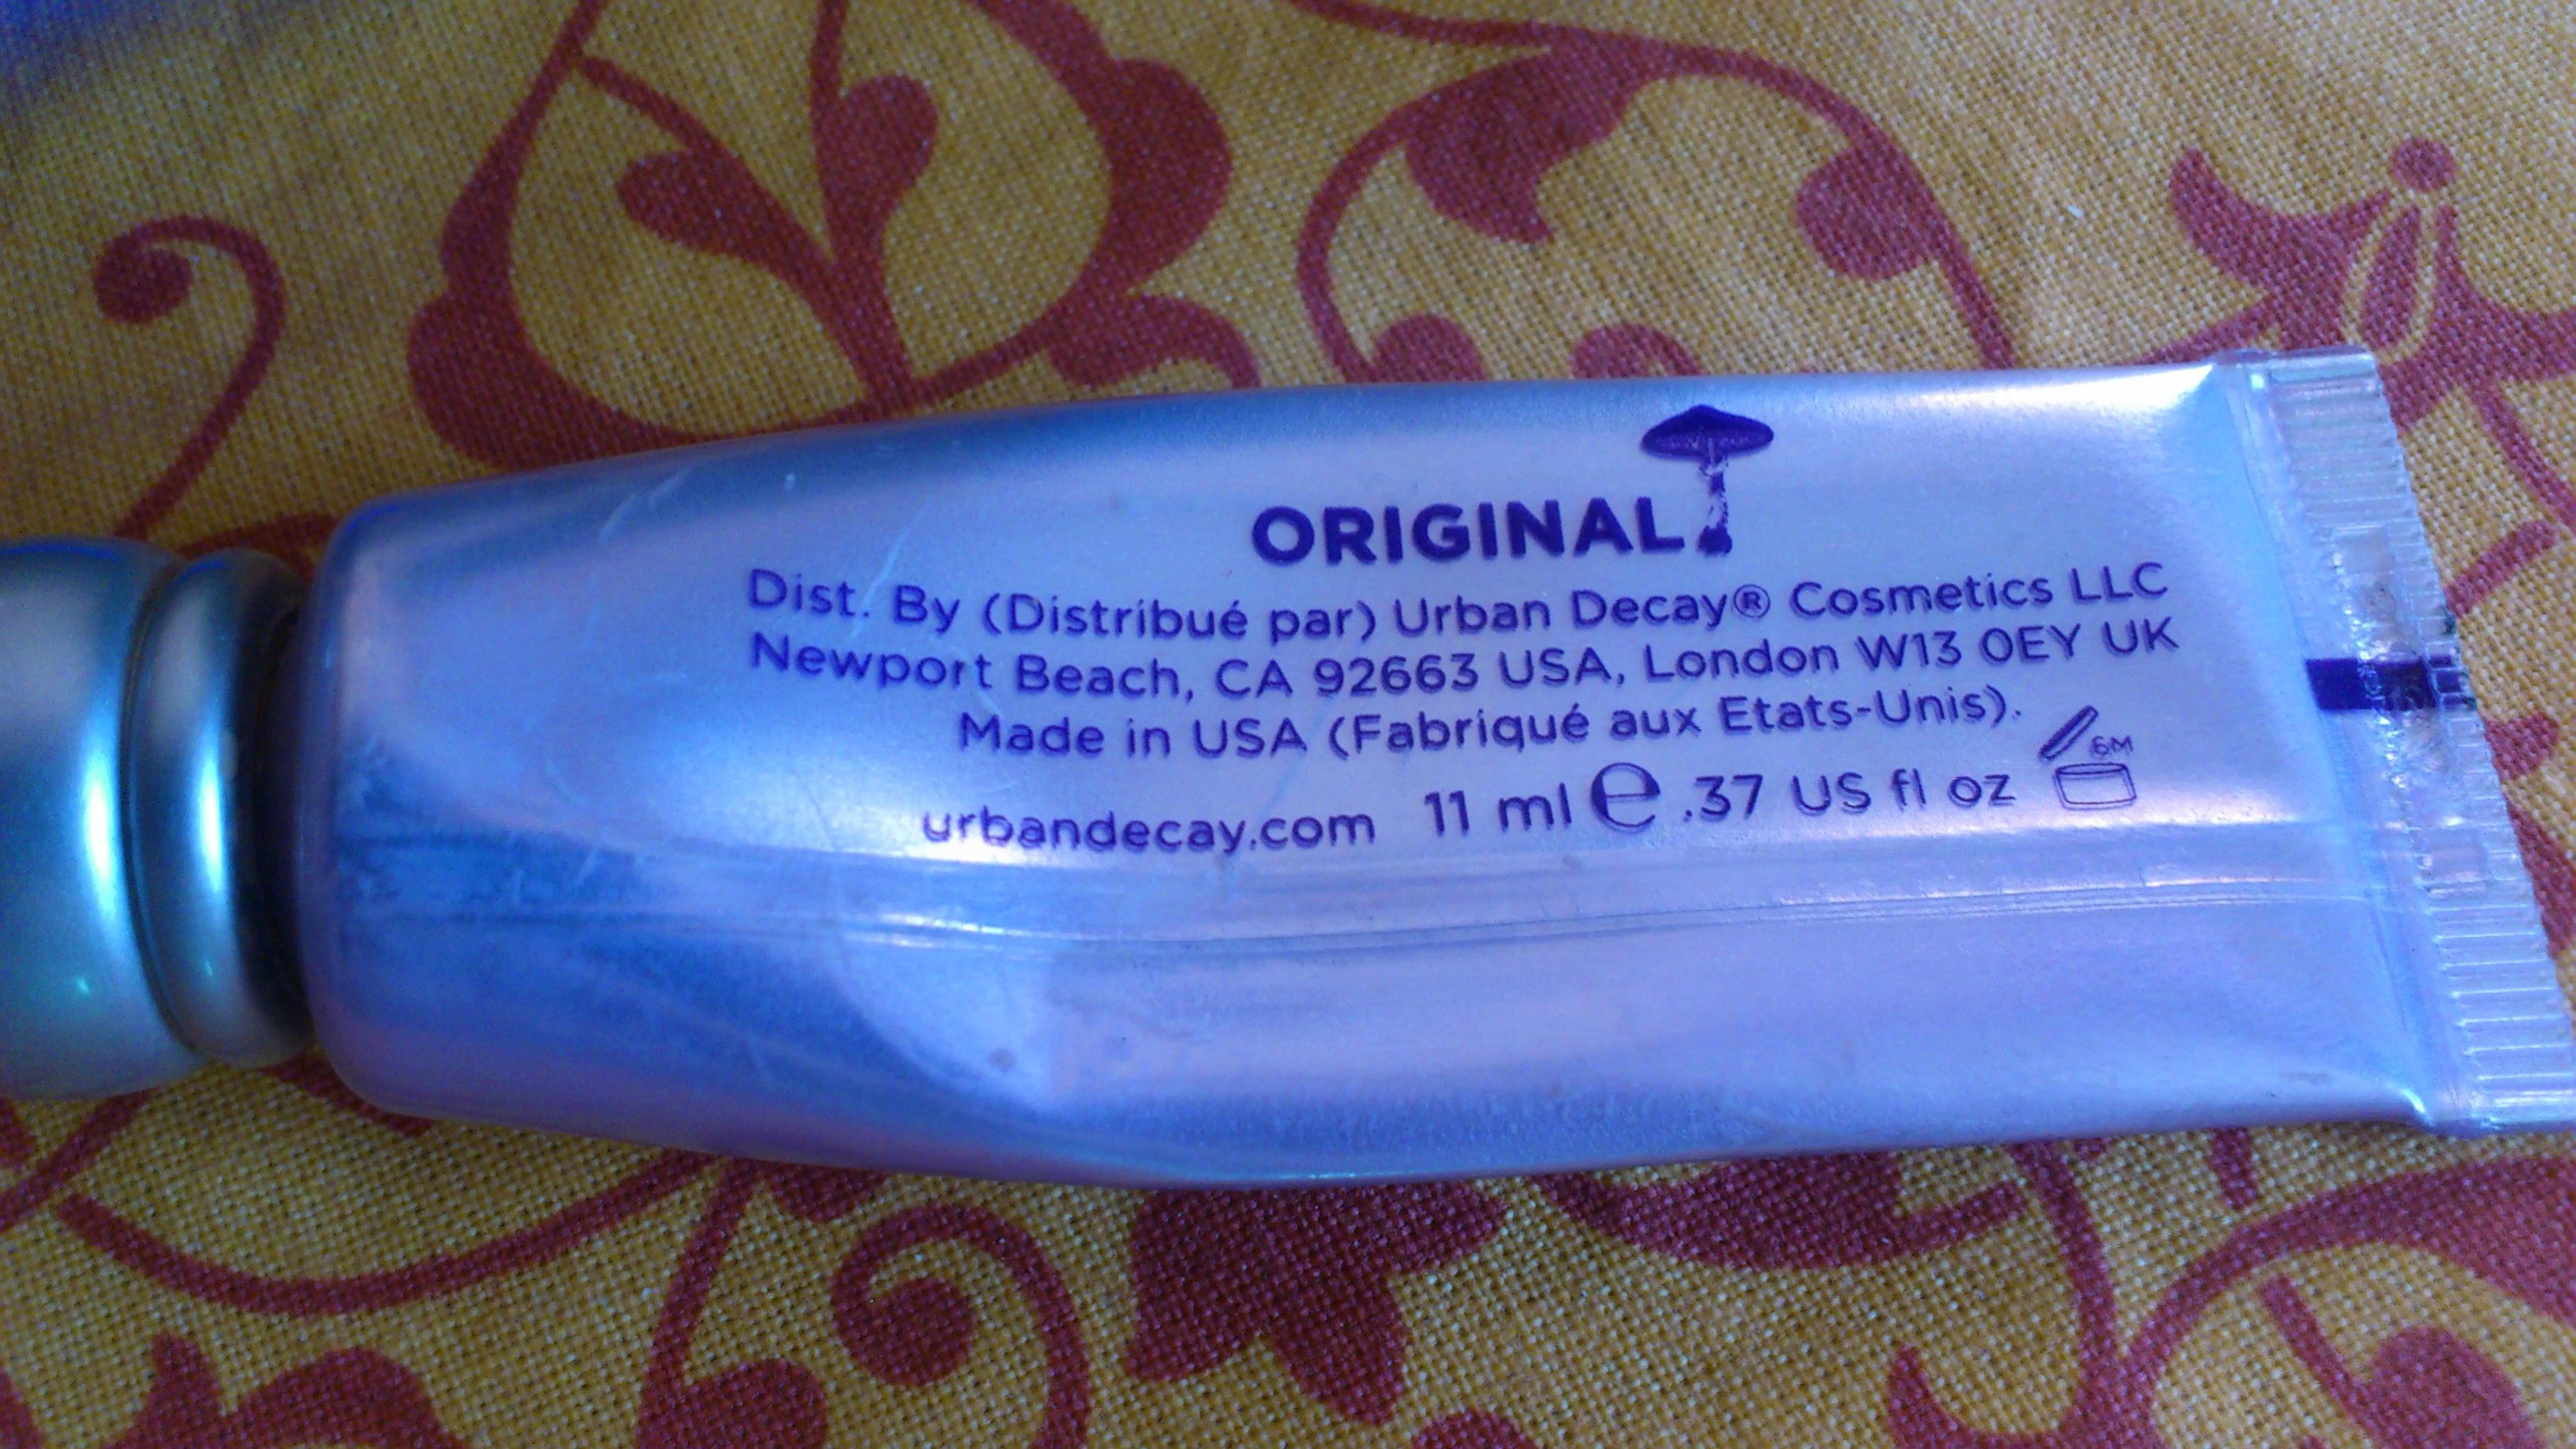 ORIGINAL
Dist. By (Distribué par) Urban Decay® Cosmetics LLC
Newport Beach, CA 92663 USA, London W13 0EY UK
Made in USA (Fabriqué aux Etats-Unis).
urbandecay.com 11 ml ℮ .37 US fl oz 6M